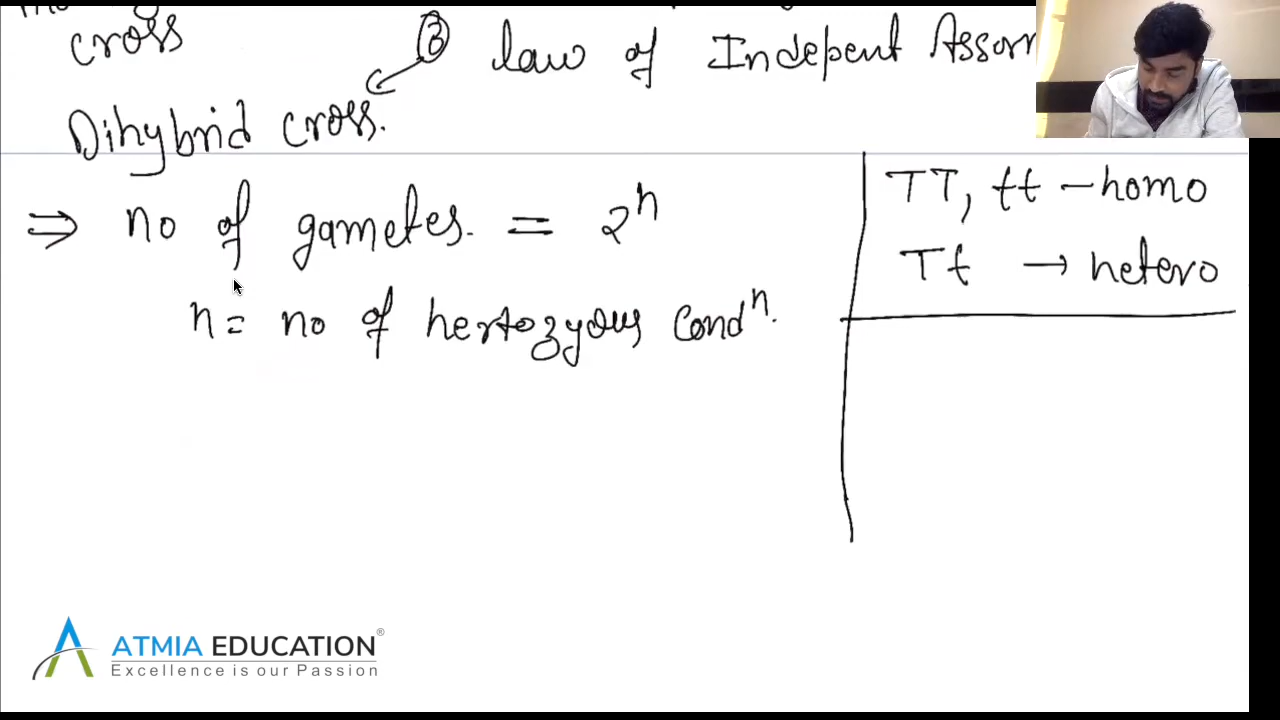 cross
③ law of Indepent Assor
Dihybrid cross.
⇒ no of gametes. = 2ⁿ
n = no of hertozyous condⁿ.
TT, tt – homo
Tt → hetero
ATMIA EDUCATION®
Excellence is our Passion